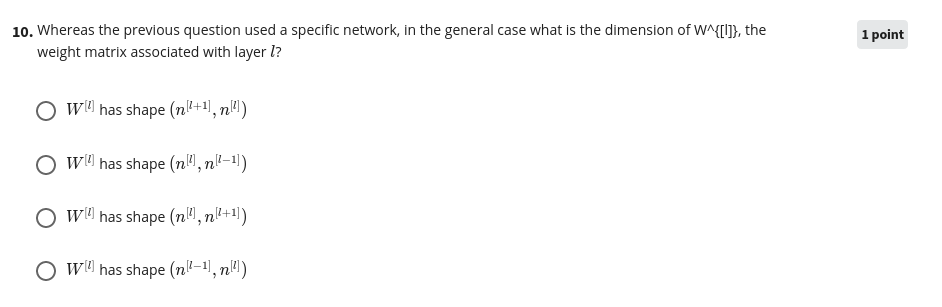 10. Whereas the previous question used a specific network, in the general case what is the dimension of W^{[l]}, the
weight matrix associated with layer l?
1 point
W^{[l]} has shape (n^{[l+1]}, n^{[l]})
W^{[l]} has shape (n^{[l]}, n^{[l−1]})
W^{[l]} has shape (n^{[l]}, n^{[l+1]})
W^{[l]} has shape (n^{[l−1]}, n^{[l]})